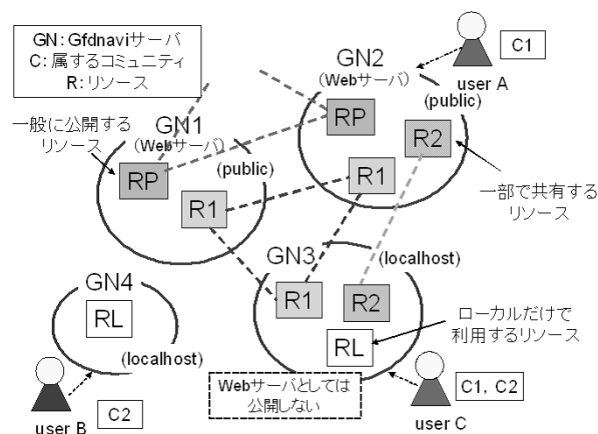 GN:Gfdnaviサーバ
C:属するコミュニティ
R:リソース
GN2
(Webサーバ)
(public)
RP
R2
R1
C1
user A
一般に公開する
リソース
GN1
(Webサーバ)
(public)
RP
R1
一部で共有する
リソース
GN3
(localhost)
R1
R2
RL
GN4
RL
(localhost)
ローカルだけで
利用するリソース
Webサーバとしては
公開しない
user B
C2
user C
C1, C2